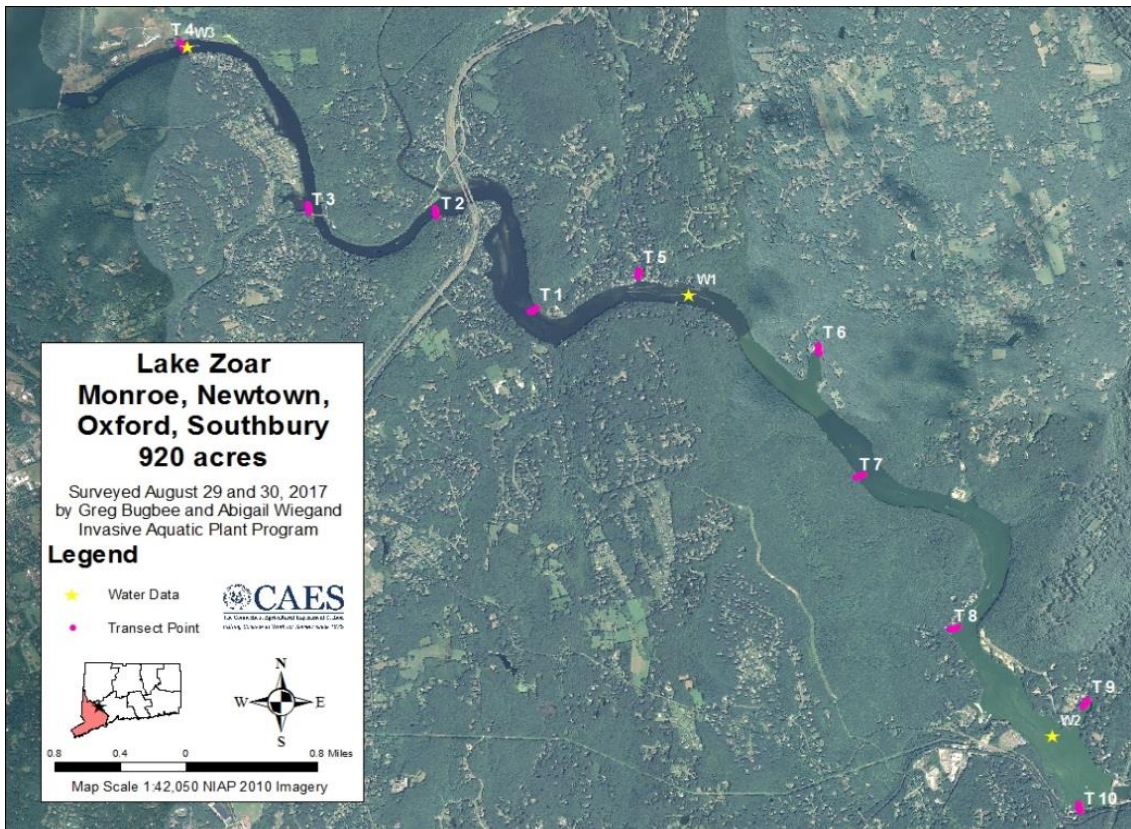 T 4
W3
T 3
T 2
T 1
T 5
W1
T 6
T 7
T 8
T 9
W2
T 10
Lake Zoar
Monroe, Newtown,
Oxford, Southbury
920 acres
Surveyed August 29 and 30, 2017
by Greg Bugbee and Abigail Wiegand
Invasive Aquatic Plant Program
Legend
Water Data
Transect Point
CAES
N
W E
S
0.8 0.4 0 0.8 Miles
Map Scale 1:42,050 NIAP 2010 Imagery